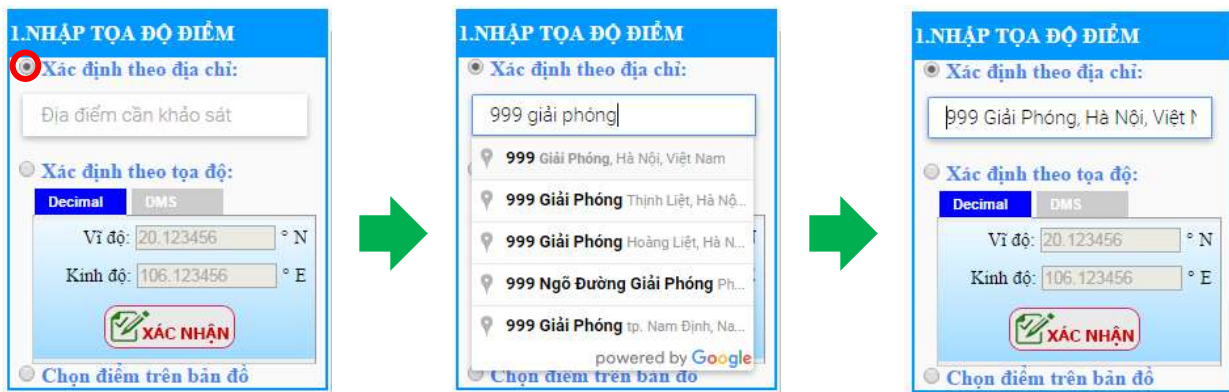 1.NHẬP TỌA ĐỘ ĐIỂM
Xác định theo địa chỉ:
Địa điểm cần khảo sát
Xác định theo tọa độ:
Decimal DMS
Vĩ độ: 20.123456 ° N
Kinh độ: 106.123456 ° E
XÁC NHẬN
Chọn điểm trên bản đồ
1.NHẬP TỌA ĐỘ ĐIỂM
Xác định theo địa chỉ:
999 giải phóng
999 Giải Phóng, Hà Nội, Việt Nam
999 Giải Phóng Thịnh Liệt, Hà Nộ...
999 Giải Phóng Hoàng Liệt, Hà N...
999 Ngõ Đường Giải Phóng Ph...
999 Giải Phóng tp. Nam Định, Na...
powered by Google
Chọn điểm trên bản đồ
1.NHẬP TỌA ĐỘ ĐIỂM
Xác định theo địa chỉ:
999 Giải Phóng, Hà Nội, Việt N
Xác định theo tọa độ:
Decimal DMS
Vĩ độ: 20.123456 ° N
Kinh độ: 106.123456 ° E
XÁC NHẬN
Chọn điểm trên bản đồ